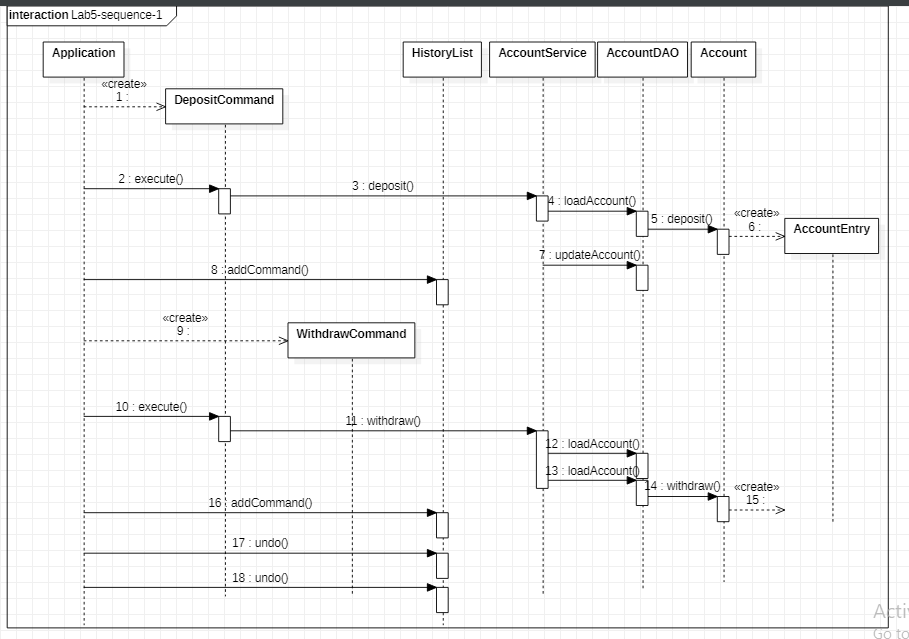 interaction Lab5-sequence-1
Application
HistoryList
AccountService
AccountDAO
Account
«create»
1 :
DepositCommand
2 : execute()
3 : deposit()
4 : loadAccount()
5 : deposit()
«create»
6 :
AccountEntry
7 : updateAccount()
8 : addCommand()
«create»
9 :
WithdrawCommand
10 : execute()
11 : withdraw()
12 : loadAccount()
13 : loadAccount()
14 : withdraw()
«create»
15 :
16 : addCommand()
17 : undo()
18 : undo()
Go to